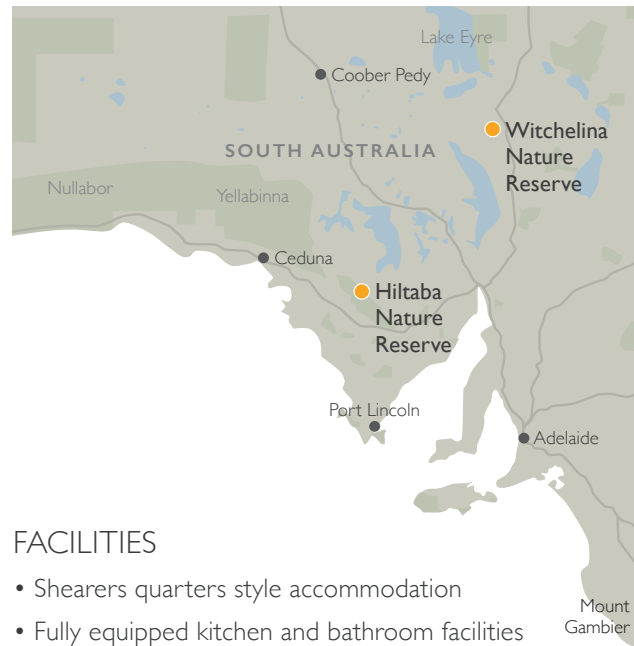 Lake Eyre
Coober Pedy
Witchelina
Nature
Reserve
SOUTH AUSTRALIA
Nullabor
Yellabinna
Ceduna
Hiltaba
Nature
Reserve
Port Lincoln
Adelaide
FACILITIES
• Shearers quarters style accommodation
Mount
Gambier
• Fully equipped kitchen and bathroom facilities